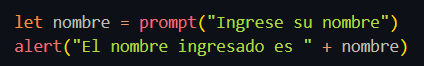 let nombre = prompt("Ingrese su nombre")
alert("El nombre ingresado es " + nombre)